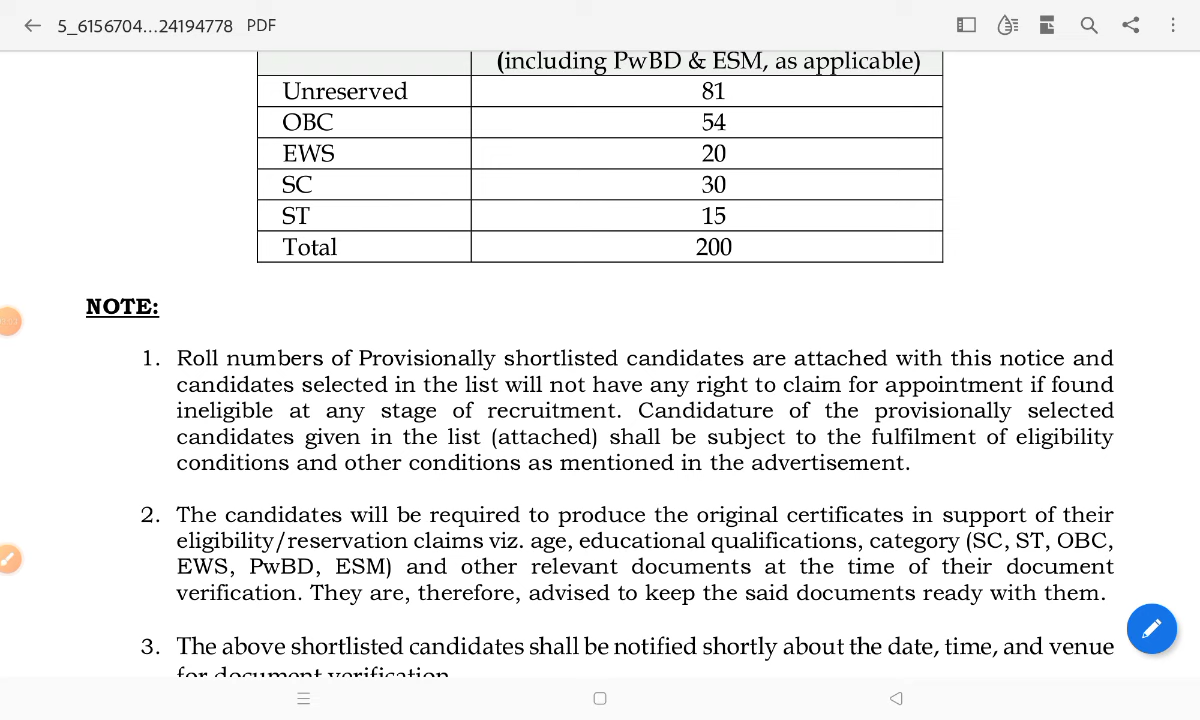 5_6156704...24194778 PDF
(including PwBD & ESM, as applicable)
Unreserved 81
OBC 54
EWS 20
SC 30
ST 15
Total 200
NOTE:
1. Roll numbers of Provisionally shortlisted candidates are attached with this notice and
candidates selected in the list will not have any right to claim for appointment if found
ineligible at any stage of recruitment. Candidature of the provisionally selected
candidates given in the list (attached) shall be subject to the fulfilment of eligibility
conditions and other conditions as mentioned in the advertisement.
2. The candidates will be required to produce the original certificates in support of their
eligibility/reservation claims viz. age, educational qualifications, category (SC, ST, OBC,
EWS, PwBD, ESM) and other relevant documents at the time of their document
verification. They are, therefore, advised to keep the said documents ready with them.
3. The above shortlisted candidates shall be notified shortly about the date, time, and venue
for document verification